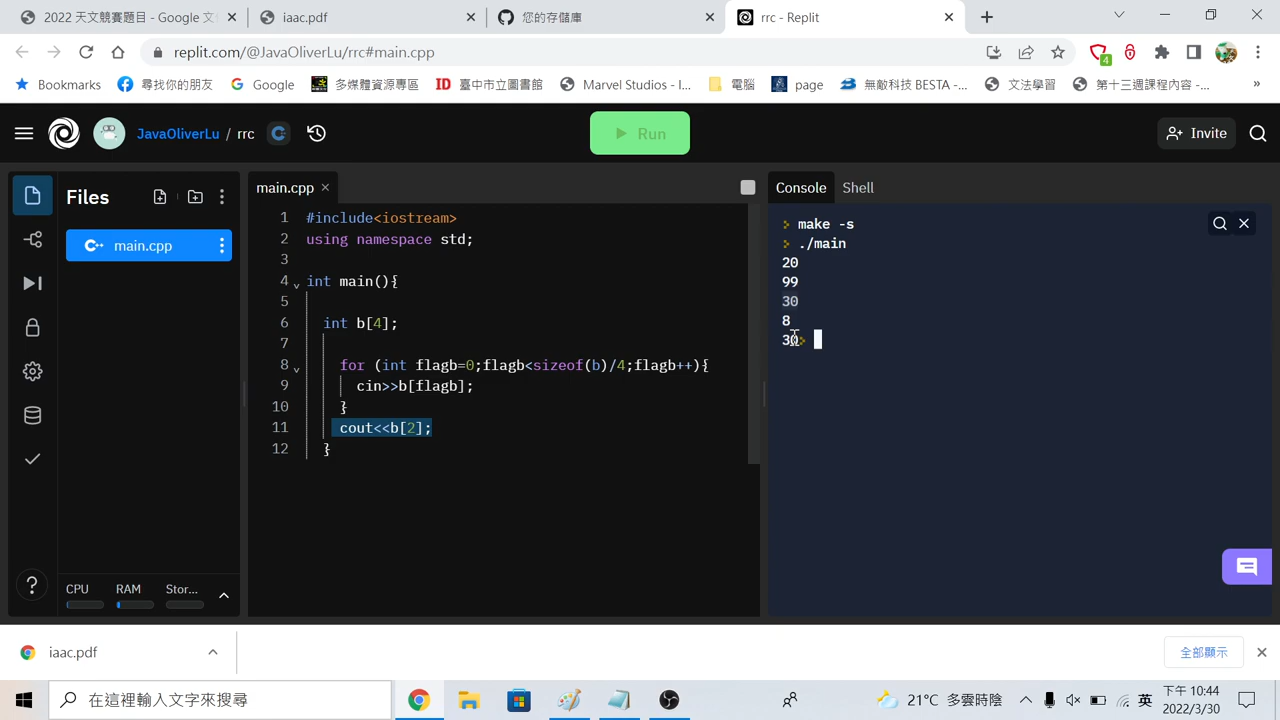 2022 天文競賽題目 - Google 文
iaac.pdf
您的存儲庫
rrc - Replit
replit.com/@JavaOliverLu/rrc#main.cpp
4
Bookmarks
尋找你的朋友
Google
多媒體資源專區
ID
臺中市立圖書館
Marvel Studios - I...
電腦
page
無敵科技 BESTA -...
文法學習
第十三週課程內容 -...
»
JavaOliverLu / rrc
Run
Invite
Files
main.cpp
CPU
RAM
Stor...
?
main.cpp
1 #include<iostream>
2 using namespace std;
3
4 int main(){
5
6 int b[4];
7
8 for (int flagb=0;flagb<sizeof(b)/4;flagb++){
9 cin>>b[flagb];
10 }
11 cout<<b[2];
12 }
Console
Shell
make -s
./main
20
99
30
8
30
iaac.pdf
全部顯示
在這裡輸入文字來搜尋
21°C 多雲時陰
英
下午 10:44
2022/3/30